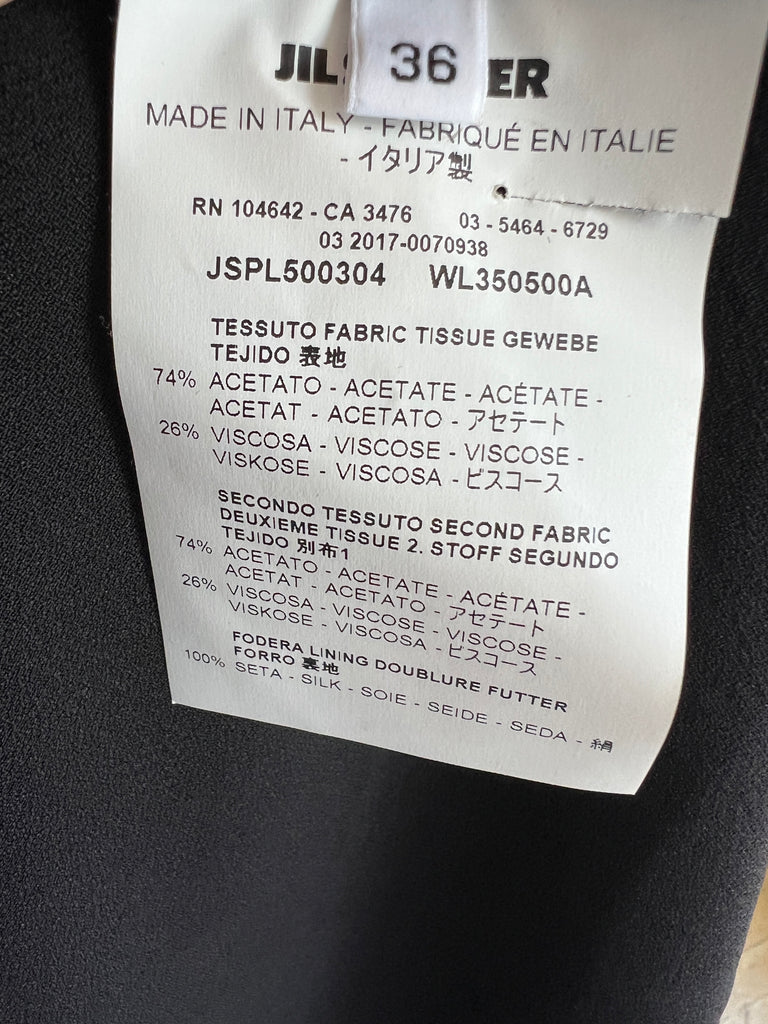 JIL
36
ER
MADE IN ITALY - FABRIQUÉ EN ITALIE
- イタリア製
RN 104642 - CA 3476 03 - 5464 - 6729
03 2017-0070938
JSPL500304 WL350500A
TESSUTO FABRIC TISSUE GEWEBE
TEJIDO 表地
74% ACETATO - ACETATE - ACÉTATE -
ACETAT - ACETATO - アセテート
26% VISCOSA - VISCOSE - VISCOSE -
VISKOSE - VISCOSA - ビスコース
SECONDO TESSUTO SECOND FABRIC
DEUXIEME TISSUE 2. STOFF SEGUNDO
TEJIDO 別布1
74% ACETATO - ACETATE - ACÉTATE -
ACETAT - ACETATO - アセテート
26% VISCOSA - VISCOSE - VISCOSE -
VISKOSE - VISCOSA - ビスコース
FODERA LINING DOUBLURE FUTTER
FORRO 裏地
100% SETA - SILK - SOIE - SEIDE - SEDA - 絹